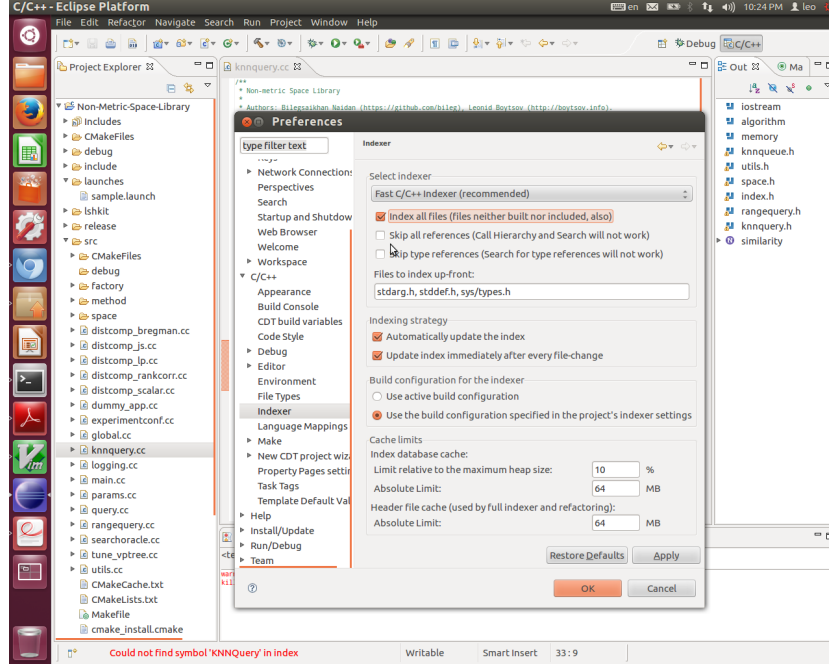 C/C++ - Eclipse Platform
en
10:24 PM
leo
File Edit Refactor Navigate Search Run Project Window Help
Debug
C/C++
Project Explorer
knnquery.cc
Out
Ma
/**
* Non-metric Space Library
*
* Authors: Bilegsaikhan Naidan (https://github.com/bileg), Leonid Boytsov (http://boytsov.info).
Non-Metric-Space-Library
Includes
CMakeFiles
debug
include
launches
sample.launch
lshkit
release
src
CMakeFiles
debug
factory
method
space
distcomp_bregman.cc
distcomp_js.cc
distcomp_lp.cc
distcomp_rankcorr.cc
distcomp_scalar.cc
dummy_app.cc
experimentconf.cc
global.cc
knnquery.cc
logging.cc
main.cc
params.cc
query.cc
rangequery.cc
searchoracle.cc
tune_vptree.cc
utils.cc
CMakeCache.txt
CMakeLists.txt
Makefile
cmake_install.cmake
Preferences
type filter text
Keys
Network Connections
Perspectives
Search
Startup and Shutdow
Web Browser
Welcome
Workspace
C/C++
Appearance
Build Console
CDT build variables
Code Style
Debug
Editor
Environment
File Types
Indexer
Language Mappings
Make
New CDT project wiza
Property Pages settin
Task Tags
Template Default Val
Help
Install/Update
Run/Debug
Team
Indexer
Select indexer
Fast C/C++ Indexer (recommended)
Index all files (files neither built nor included, also)
Skip all references (Call Hierarchy and Search will not work)
Skip type references (Search for type references will not work)
Files to index up-front:
stdarg.h, stddef.h, sys/types.h
Indexing strategy
Automatically update the index
Update index immediately after every file-change
Build configuration for the indexer
Use active build configuration
Use the build configuration specified in the project's indexer settings
Cache limits
Index database cache:
Limit relative to the maximum heap size: 10 %
Absolute Limit: 64 MB
Header file cache (used by full indexer and refactoring):
Absolute Limit: 64 MB
Restore Defaults
Apply
OK
Cancel
iostream
algorithm
memory
knnqueue.h
utils.h
space.h
index.h
rangequery.h
knnquery.h
similarity
<te
warn
kil
Could not find symbol 'KNNQuery' in index
Writable
Smart Insert
33 : 9